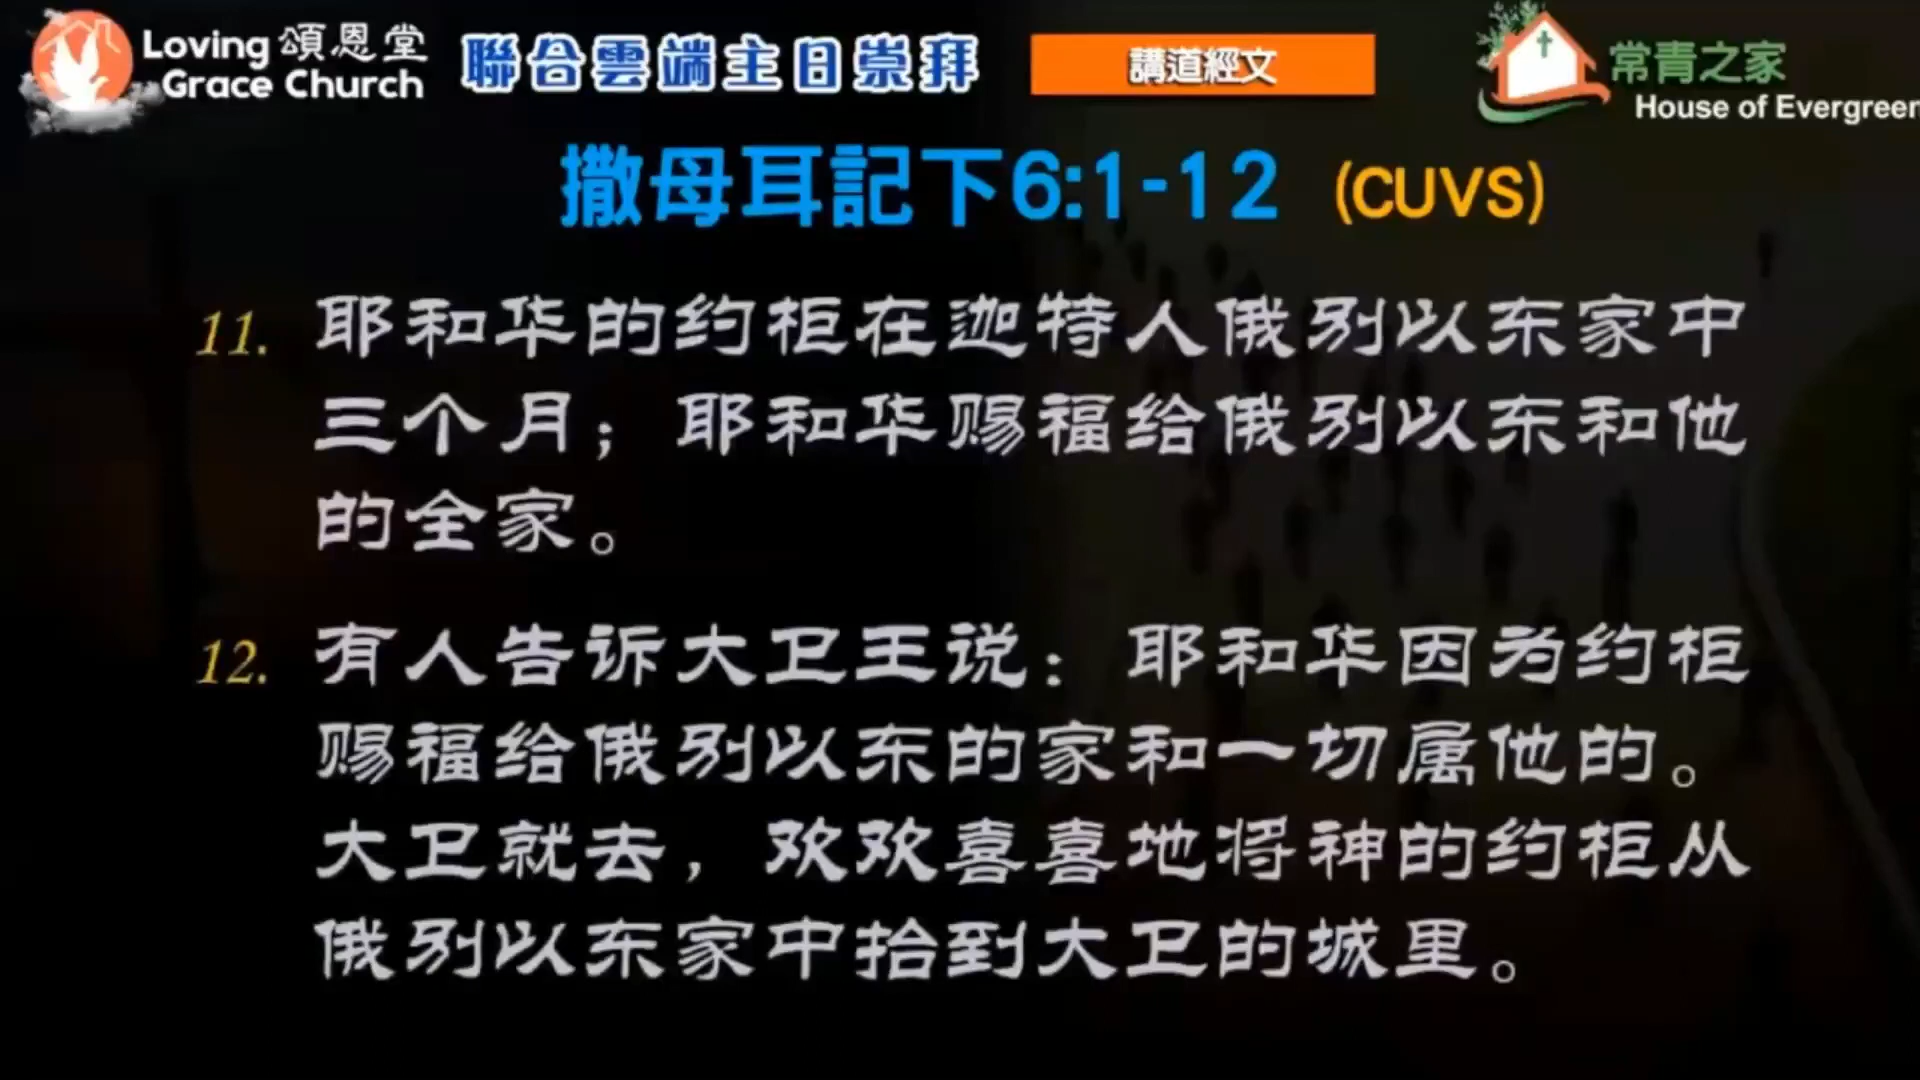 Loving 頌恩堂
Grace Church
聯合雲端主日崇拜
講道經文
常青之家
House of Evergreen
撒母耳記下6:1-12 (CUVS)
11. 耶和华的约柜在迦特人俄别以东家中
三个月；耶和华赐福给俄别以东和他
的全家。
12. 有人告诉大卫王说：耶和华因为约柜
赐福给俄别以东的家和一切属他的。
大卫就去，欢欢喜喜地将神的约柜从
俄别以东家中抬到大卫的城里。